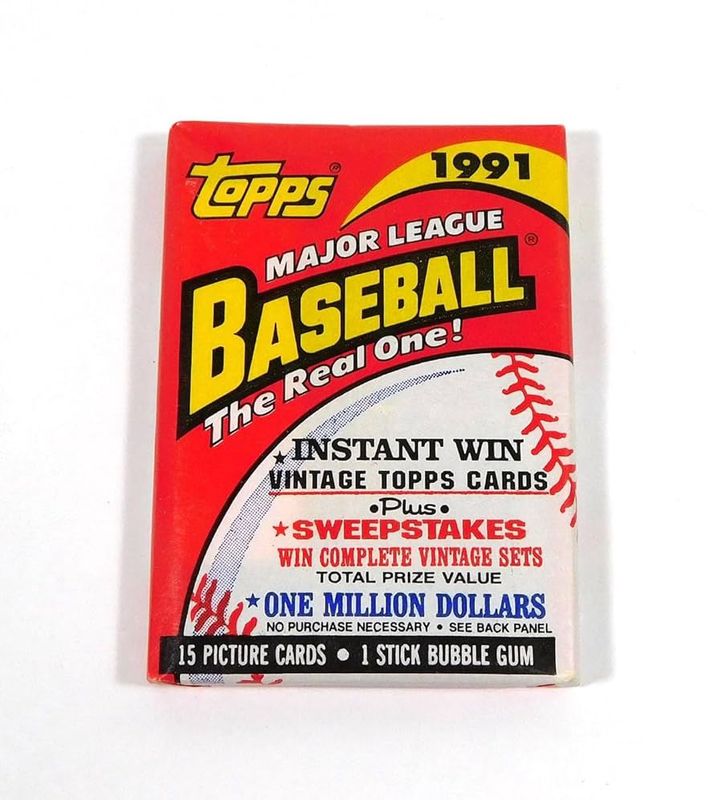 TOPPS®
1991
MAJOR LEAGUE
BASEBALL®
The Real One!
★INSTANT WIN
VINTAGE TOPPS CARDS
•Plus•
★SWEEPSTAKES
WIN COMPLETE VINTAGE SETS
TOTAL PRIZE VALUE
★ONE MILLION DOLLARS
NO PURCHASE NECESSARY • SEE BACK PANEL
15 PICTURE CARDS • 1 STICK BUBBLE GUM